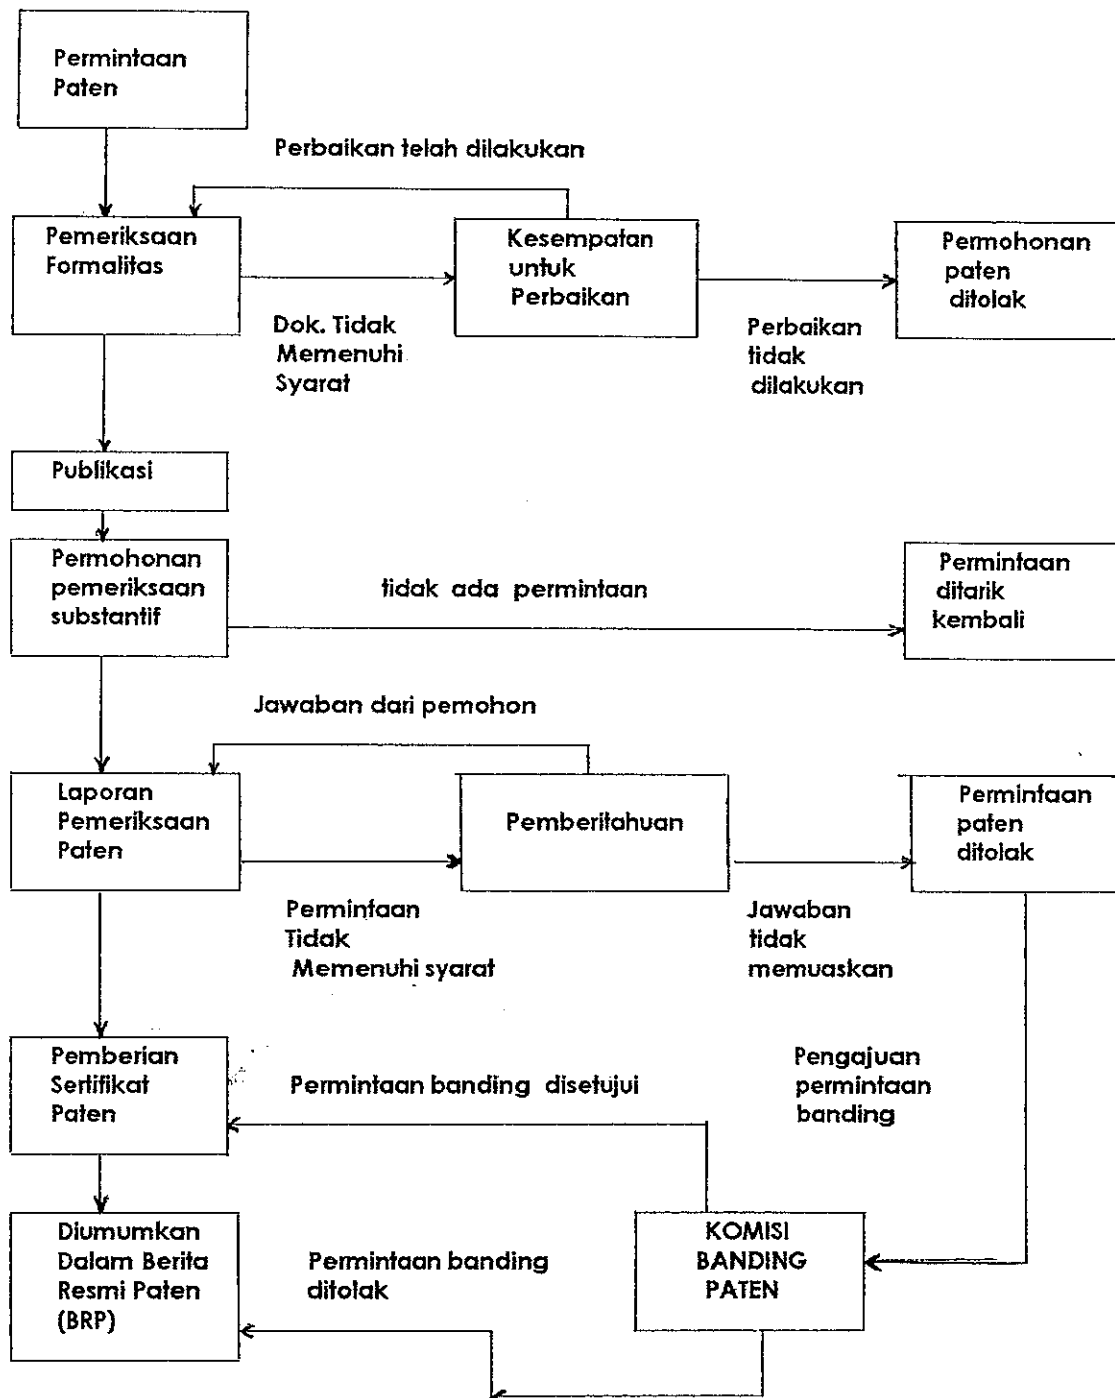 Permintaan
Paten
Perbaikan telah dilakukan
Pemeriksaan
Formalitas
Kesempatan
untuk
Perbaikan
Permohonan
paten
ditolak
Dok. Tidak
Memenuhi
Syarat
Perbaikan
tidak
dilakukan
Publikasi
Permohonan
pemeriksaan
substantif
tidak ada permintaan
Permintaan
ditarik
kembali
Jawaban dari pemohon
Laporan
Pemeriksaan
Paten
Pemberitahuan
Permintaan
paten
ditolak
Permintaan
Tidak
Memenuhi syarat
Jawaban
tidak
memuaskan
Pemberian
Sertifikat
Paten
Permintaan banding disetujui
Pengajuan
permintaan
banding
Diumumkan
Dalam Berita
Resmi Paten
(BRP)
Permintaan banding
ditolak
KOMISI
BANDING
PATEN